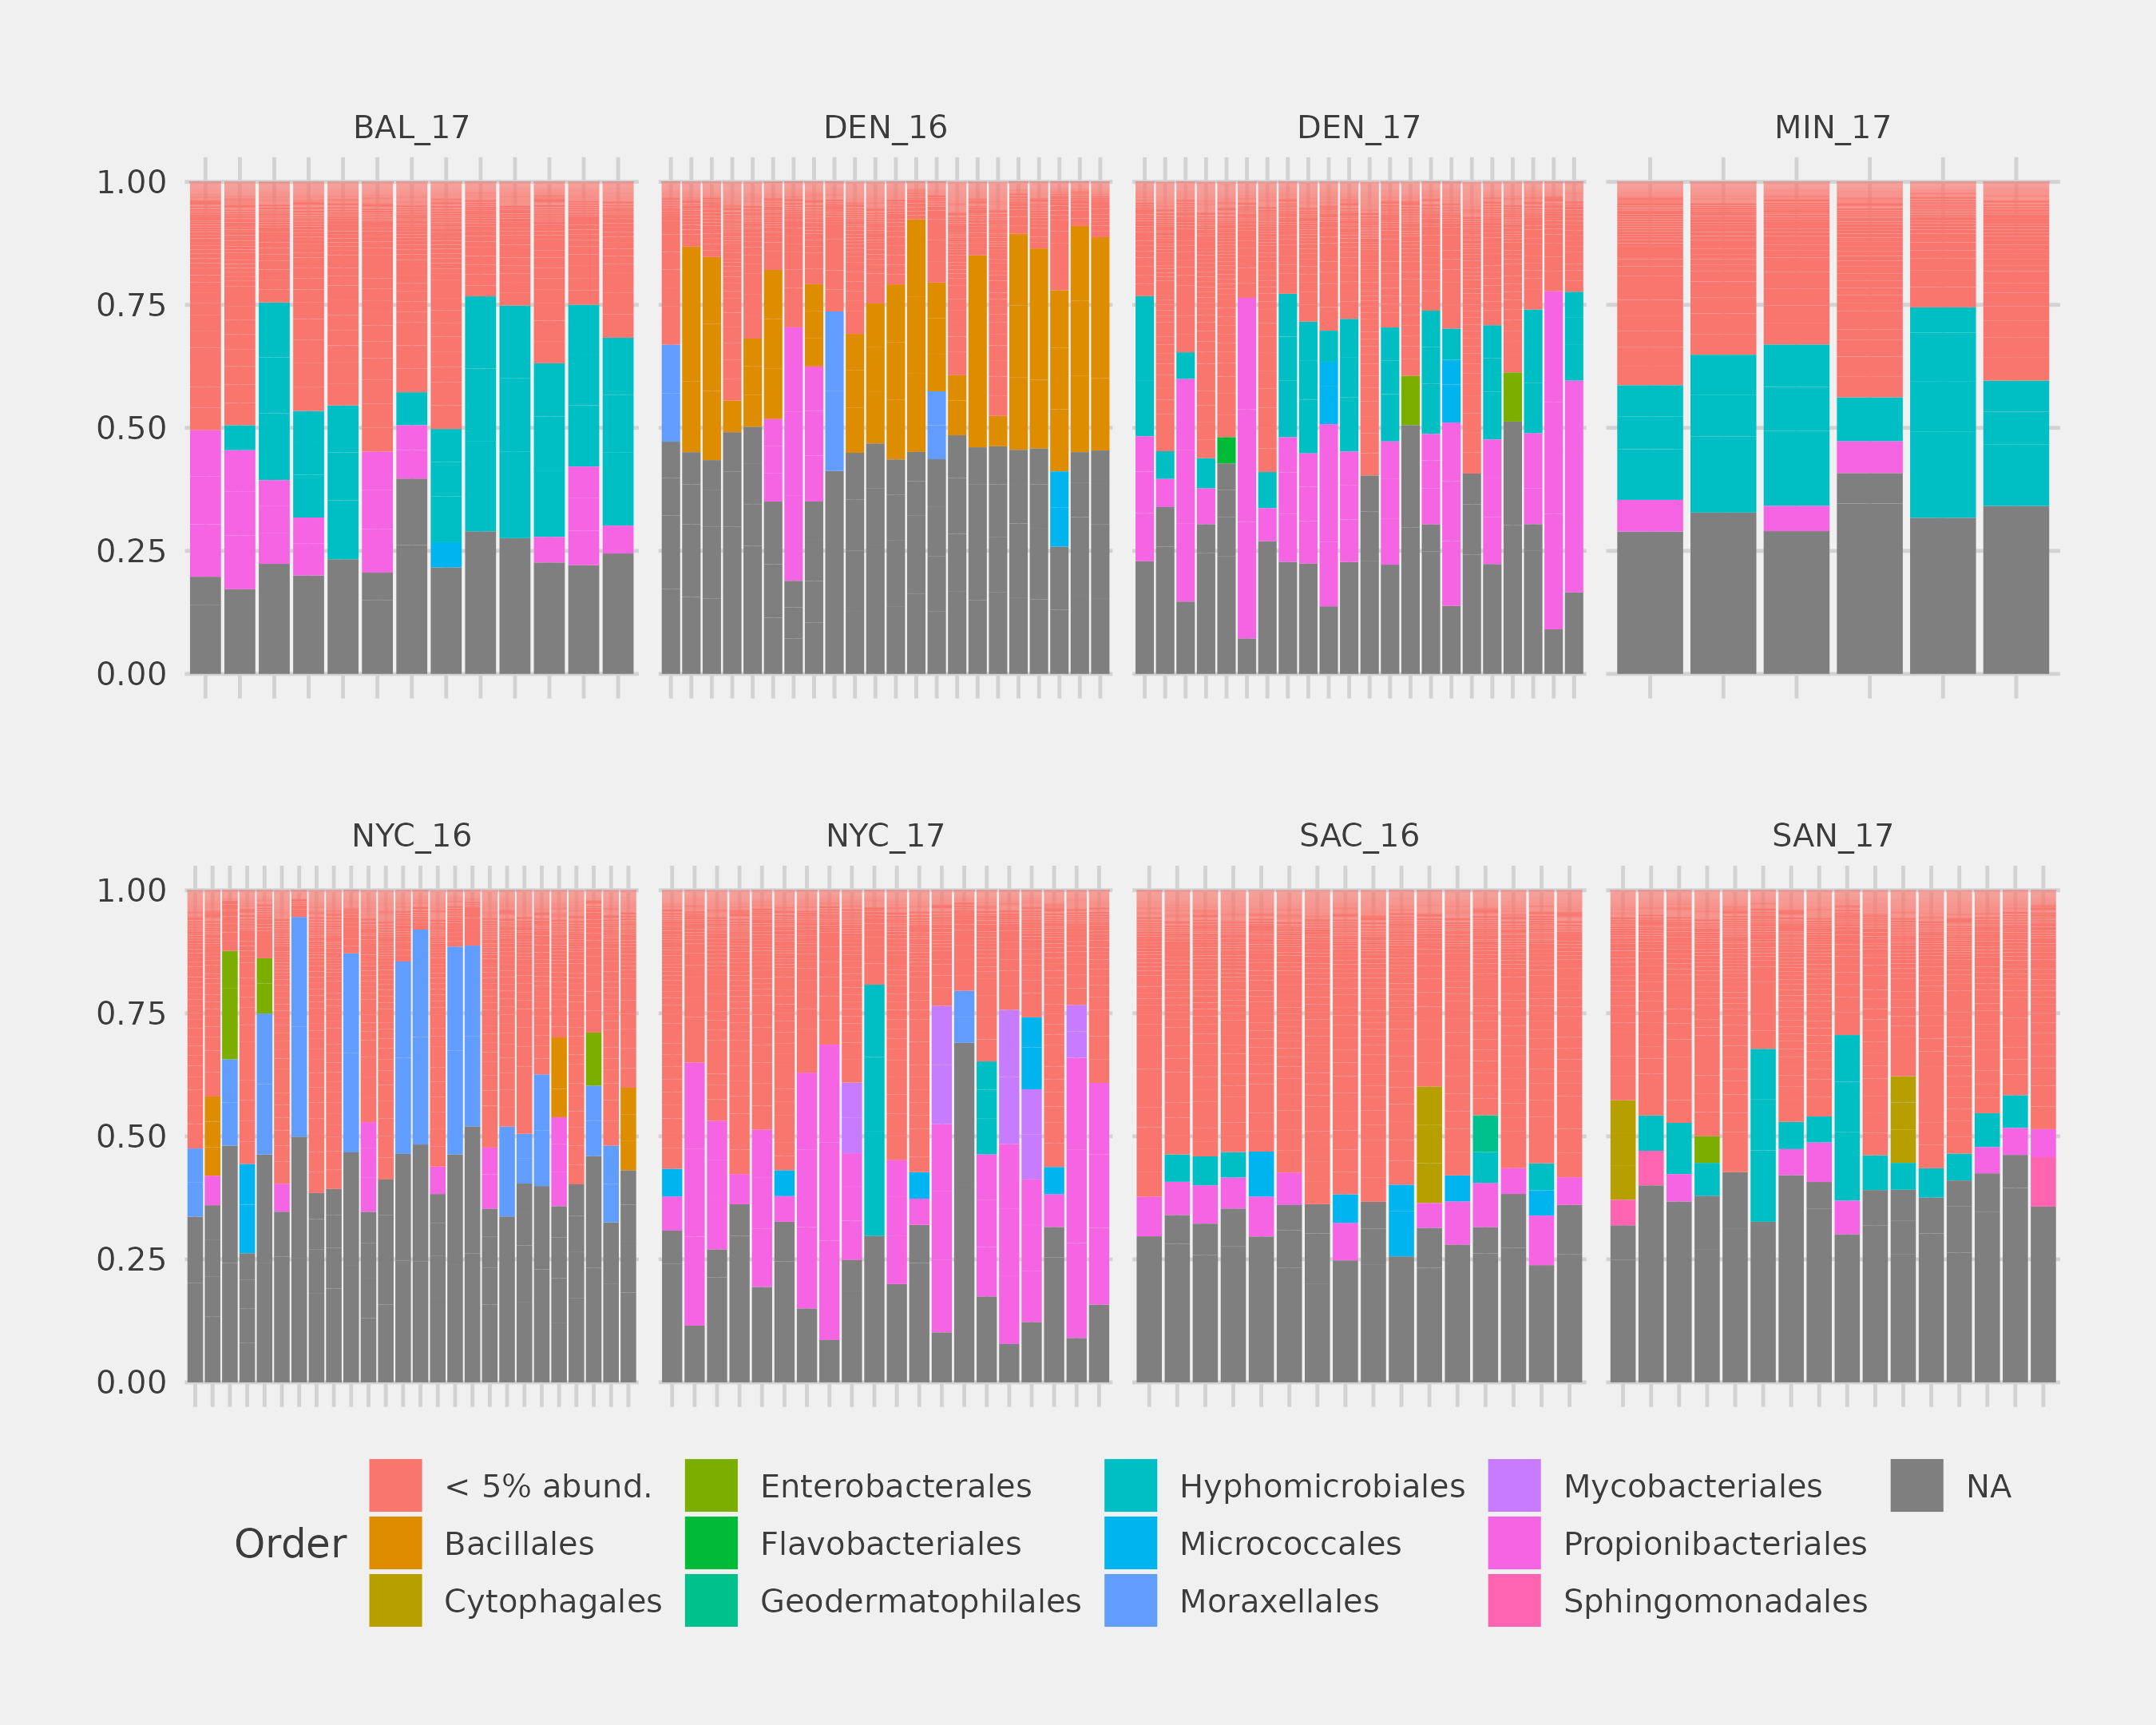 BAL_17 DEN_16 DEN_17 MIN_17
1.00
0.75
0.50
0.25
0.00
NYC_16 NYC_17 SAC_16 SAN_17
1.00
0.75
0.50
0.25
0.00
Order
< 5% abund. Enterobacterales Hyphomicrobiales Mycobacteriales NA
Bacillales Flavobacteriales Micrococcales Propionibacteriales
Cytophagales Geodermatophilales Moraxellales Sphingomonadales